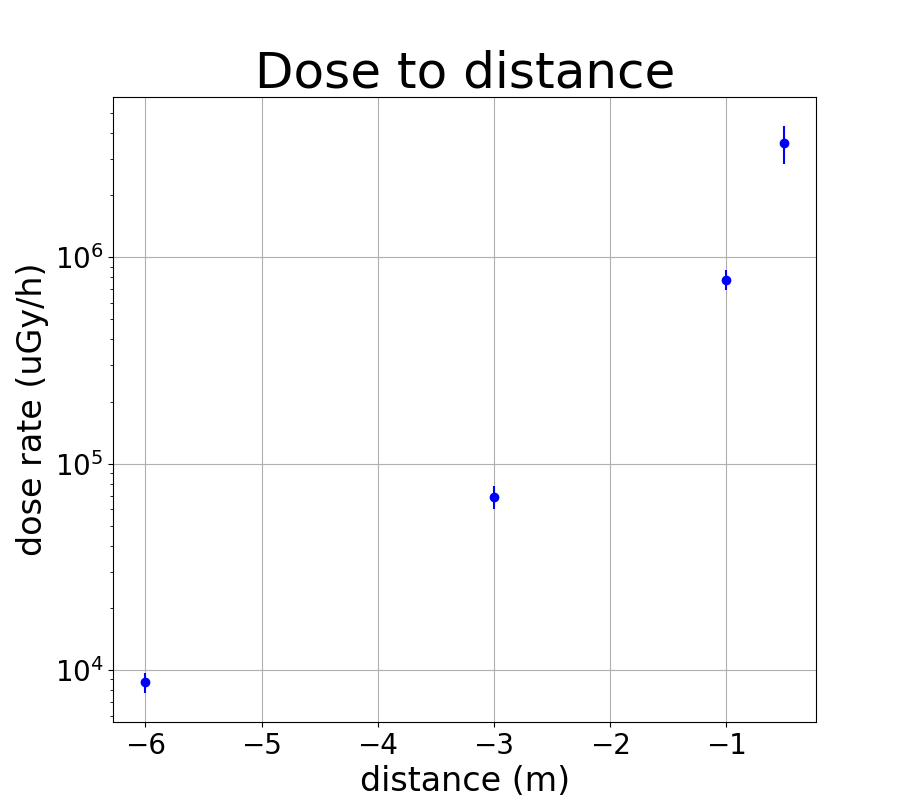 Dose to distance
dose rate (uGy/h)
10⁶
10⁵
10⁴
−6 −5 −4 −3 −2 −1
distance (m)